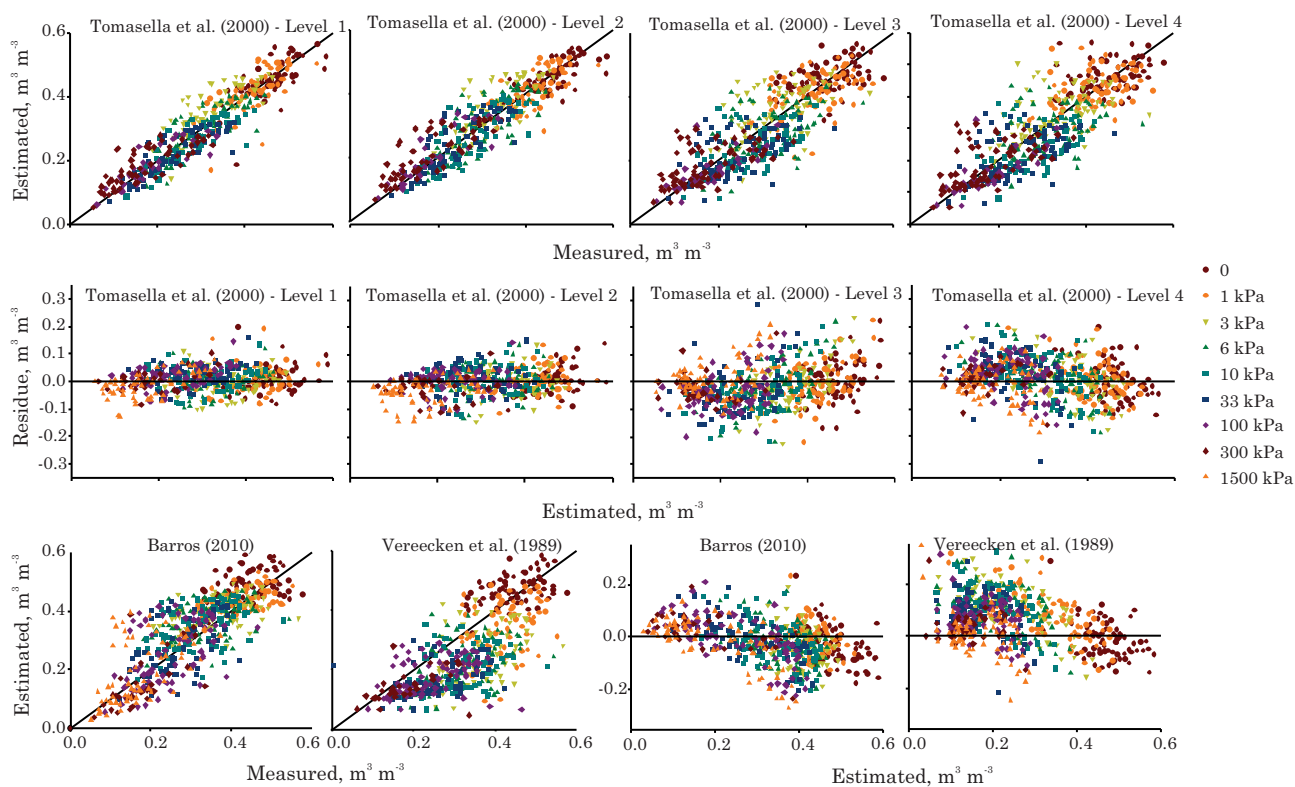 Tomasella et al. (2000) - Level 1
Tomasella et al. (2000) - Level 2
Tomasella et al. (2000) - Level 3
Tomasella et al. (2000) - Level 4
Estimated, m³ m⁻³
0.6
0.4
0.2
0.0
Measured, m³ m⁻³
Tomasella et al. (2000) - Level 1
Tomasella et al. (2000) - Level 2
Tomasella et al. (2000) - Level 3
Tomasella et al. (2000) - Level 4
Residue, m³ m⁻³
0.3
0.2
0.1
0.0
-0.1
-0.2
-0.3
Estimated, m³ m⁻³
0
1 kPa
3 kPa
6 kPa
10 kPa
33 kPa
100 kPa
300 kPa
1500 kPa
Barros (2010)
Vereecken et al. (1989)
Barros (2010)
Vereecken et al. (1989)
Estimated, m³ m⁻³
0.6
0.4
0.2
0.0
0.2
0.0
-0.2
0.0 0.2 0.4 0.6
0.0 0.2 0.4 0.6
0.0 0.2 0.4 0.6
0.0 0.2 0.4 0.6
Measured, m³ m⁻³
Estimated, m³ m⁻³